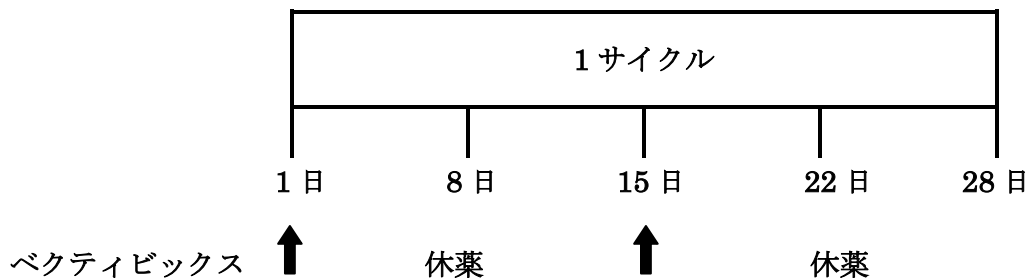 1 サイクル
1 日 8 日 15 日 22 日 28 日
ベクティビックス 休薬 休薬